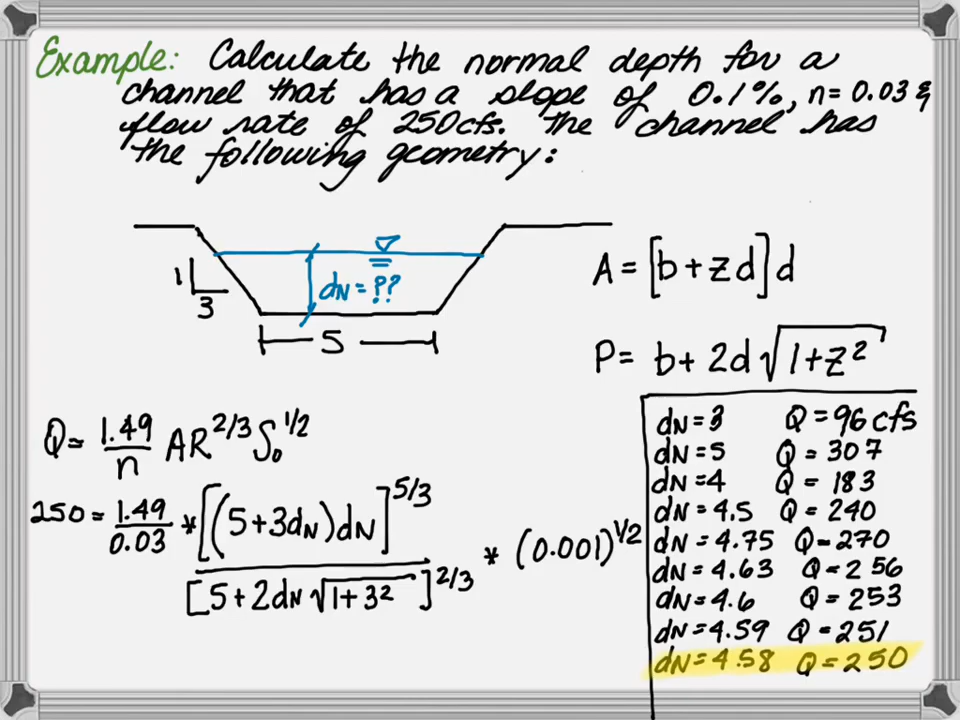 Example: Calculate the normal depth for a
channel that has a slope of 0.1%, n = 0.03 &
flow rate of 250cfs. The channel has
the following geometry:
1
3
dN = ??
5
A = [b + zd]d
P = b + 2d√1+z²
Q = 1.49/n AR^2/3 S₀^1/2
250 = 1.49/0.03 * [(5+3dN)dN]^5/3 / [5+2dN√1+3²]^2/3 * (0.001)^1/2
dN = 3 Q = 96 cfs
dN = 5 Q = 307
dN = 4 Q = 183
dN = 4.5 Q = 240
dN = 4.75 Q = 270
dN = 4.63 Q = 256
dN = 4.6 Q = 253
dN = 4.59 Q = 251
dN = 4.58 Q = 250